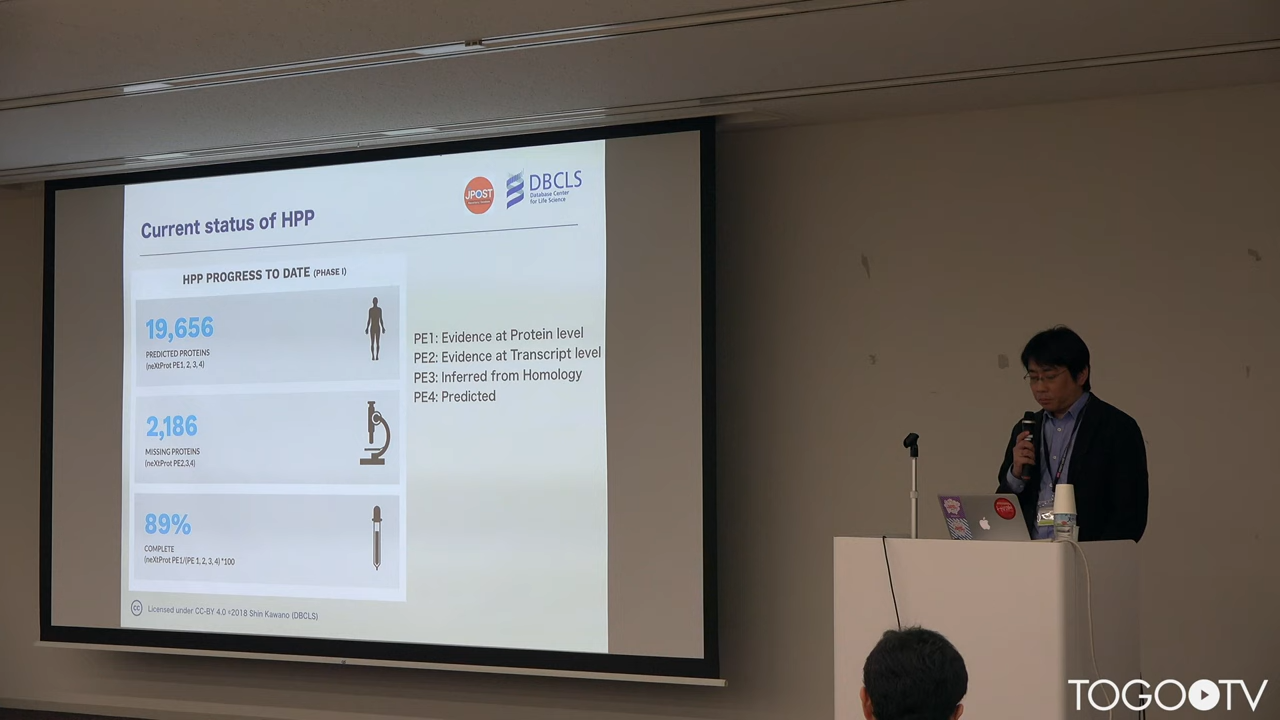 JPOST
DBCLS
Database Center
for Life Science
Current status of HPP
HPP PROGRESS TO DATE (PHASE I)
19,656
PREDICTED PROTEINS
(neXtProt PE1, 2, 3, 4)
2,186
MISSING PROTEINS
(neXtProt PE2,3,4)
89%
COMPLETE
(neXtProt PE1/(PE 1, 2, 3, 4) *100
PE1: Evidence at Protein level
PE2: Evidence at Transcript level
PE3: Inferred from Homology
PE4: Predicted
cc Licensed under CC-BY 4.0 ©2018 Shin Kawano (DBCLS)
TOGO TV